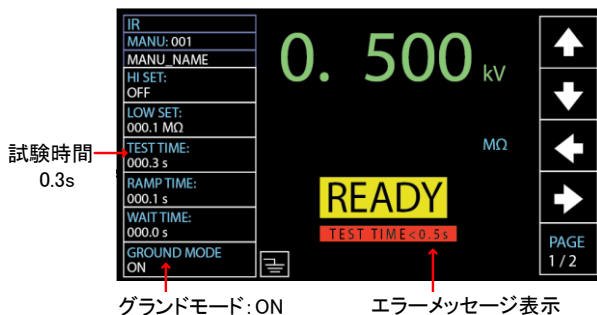 IR
MANU: 001
MANU_NAME
HI SET:
OFF
LOW SET:
000.1 MΩ
TEST TIME:
000.3 s
RAMP TIME:
000.1 s
WAIT TIME:
000.0 s
GROUND MODE
ON
0. 500 kV
MΩ
READY
TEST TIME<0.5s
PAGE
1/2
試験時間
0.3s
グランドモード:ON
エラーメッセージ表示